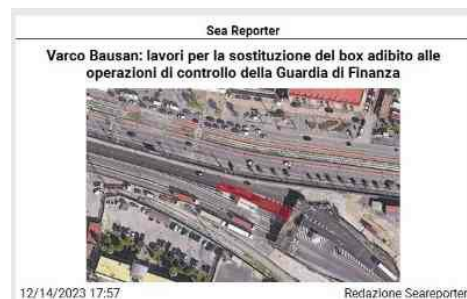 Sea Reporter
Varco Bausan: lavori per la sostituzione del box adibito alle
operazioni di controllo della Guardia di Finanza
12/14/2023 17:57
Redazione Seareporter